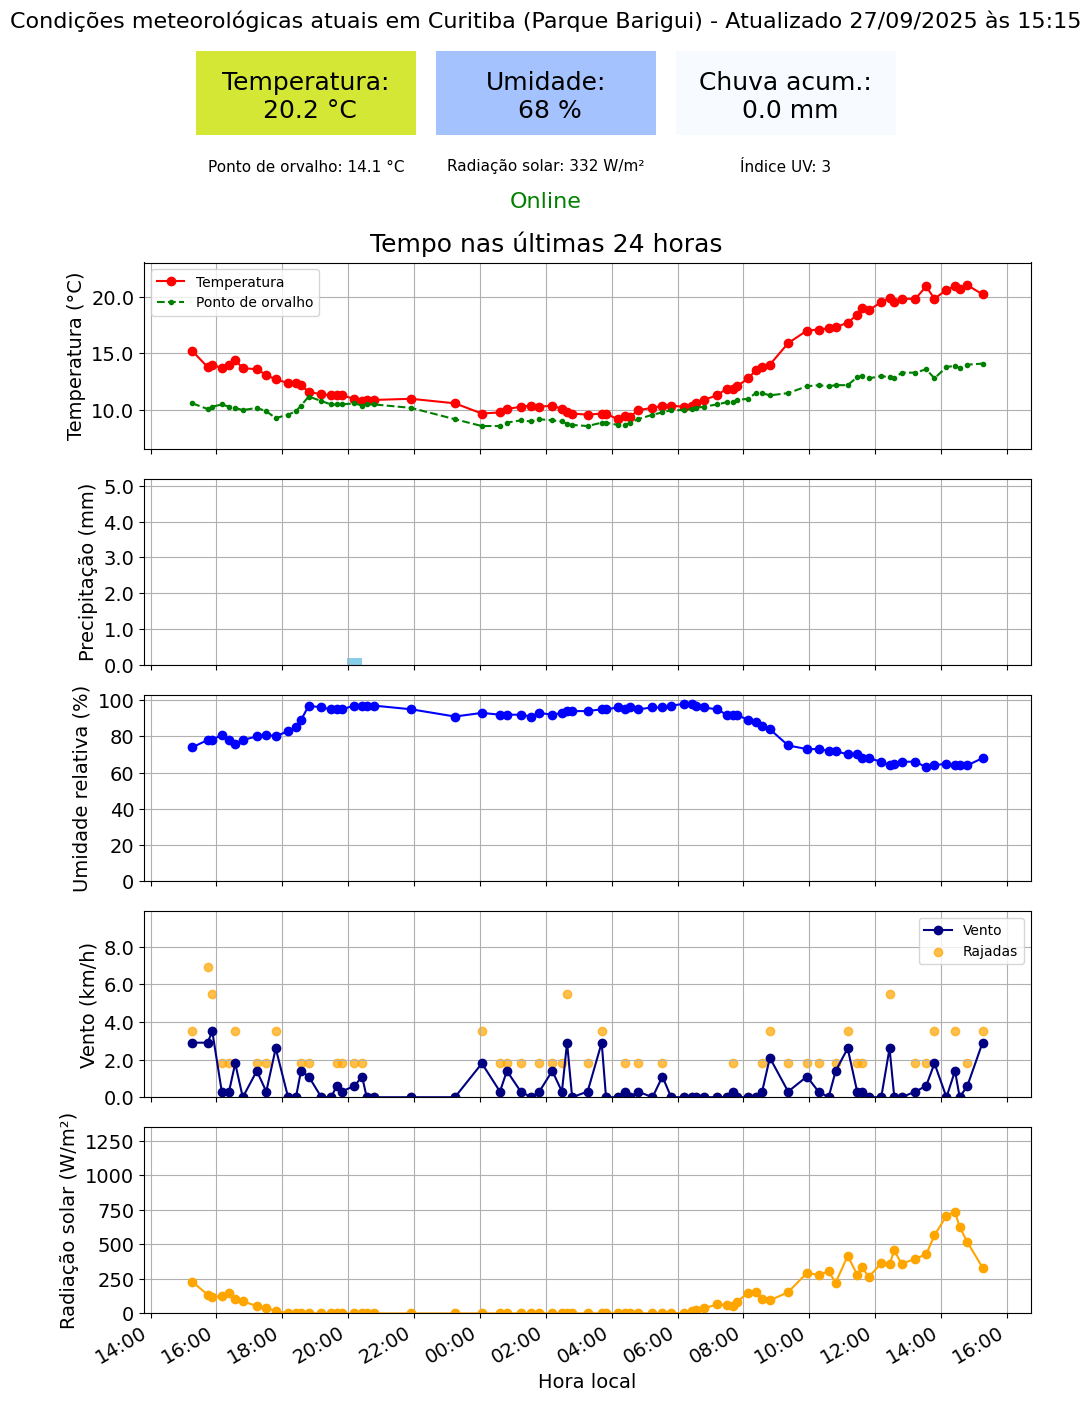 Condições meteorológicas atuais em Curitiba (Parque Barigui) - Atualizado 27/09/2025 às 15:15
Temperatura:
20.2 °C
Umidade:
68 %
Chuva acum.:
0.0 mm
Ponto de orvalho: 14.1 °C
Radiação solar: 332 W/m²
Índice UV: 3
Online
Tempo nas últimas 24 horas
Temperatura (°C)
20.0
15.0
10.0
Temperatura
Ponto de orvalho
Precipitação (mm)
5.0
4.0
3.0
2.0
1.0
0.0
Umidade relativa (%)
100
80
60
40
20
0
Vento (km/h)
8.0
6.0
4.0
2.0
0.0
Vento
Rajadas
Radiação solar (W/m²)
1250
1000
750
500
250
0
14:00 16:00 18:00 20:00 22:00 00:00 02:00 04:00 06:00 08:00 10:00 12:00 14:00 16:00
Hora local